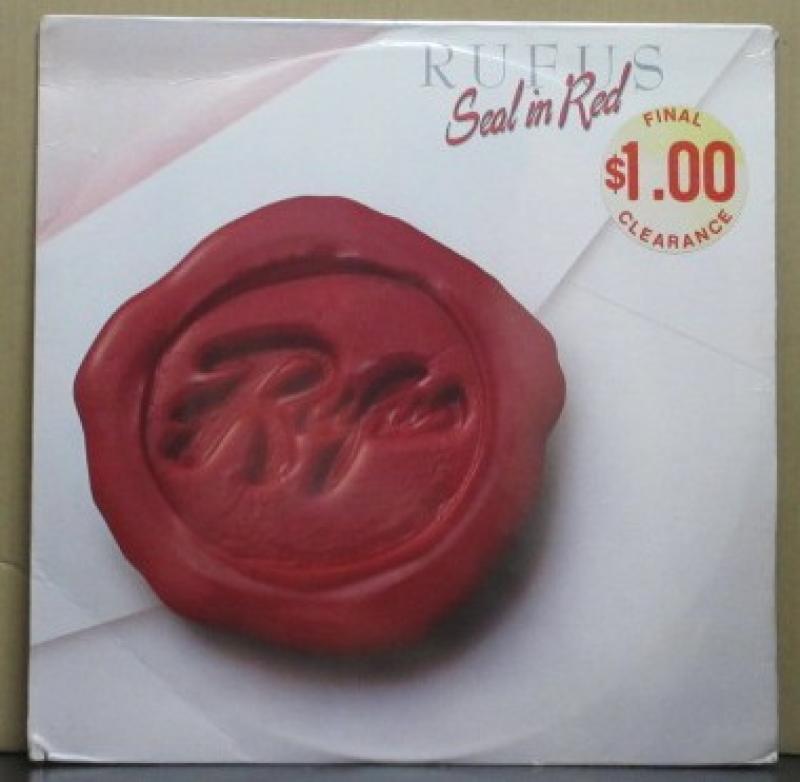 RUFUS
Seal in Red
FINAL
$1.00
CLEARANCE
Rufus